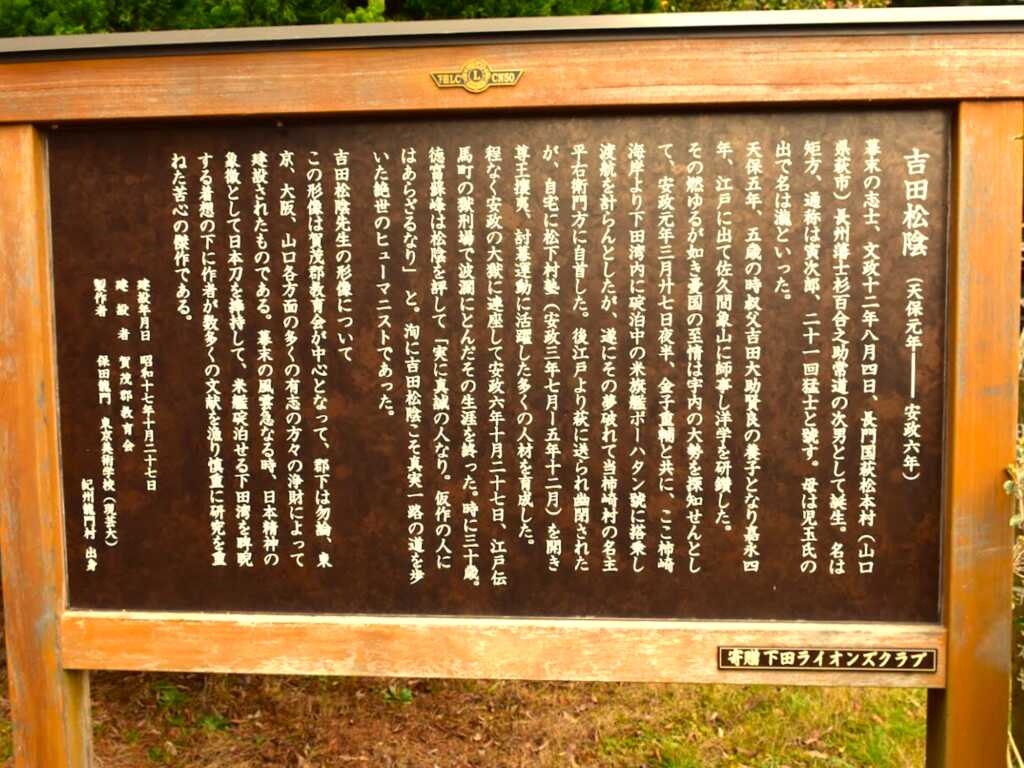 下田LC L CN50
吉田松陰 (天保元年——安政六年)
幕末の志士、文政十二年八月四日、長門国萩松本村(山口
県萩市)長州藩士杉百合之助常道の次男として誕生。名は
矩方、通称は寅次郎、二十一回猛士と號す。母は児玉氏の
出で名は瀧といった。
天保五年、五歳の時叔父吉田大助賢良の養子となり嘉永四
年、江戸に出て佐久間象山に師事し洋学を研鑽した。
その燃ゆるが如き憂国の至情は宇内の大勢を探知せんとし
て、安政元年三月廿七日夜半、金子重輔と共に、ここ柿崎
海岸より下田湾内に碇泊中の米旗艦ポーハタン號に搭乗し
渡航を計らんとしたが、遂にその夢破れて当柿崎村の名主
平右衛門方に自首した。後江戸より萩に送られ幽閉された
が、自宅に松下村塾(安政三年七月—五年十二月)を開き
尊王攘夷、討幕運動に活躍した多くの人材を育成した。
程なく安政の大獄に連座して安政六年十月二十七日、江戸伝
馬町の獄刑場で波瀾にとんだその生涯を終った。時に三十歳。
徳富蘇峰は松陰を評して「実に真誠の人なり。仮作の人に
はあらざるなり」と。洵に吉田松陰こそ真実一路の道を歩
いた絶世のヒューマニストであった。
吉田松陰先生の形像について
この形像は賀茂郡教育会が中心となって、郡下は勿論、東
京、大阪、山口各方面の多くの有志の方々の浄財によって
建設されたものである。幕末の風雲急なる時、日本精神の
象徴として日本刀を捧持して、米艦碇泊せる下田湾を睥睨
する着想の下に作者が数多くの文献を漁り慎重に研究を重
ねた苦心の傑作である。
建設年月日 昭和十七年十月二十七日
建設者 賀茂郡教育会
製作者 保田龍門 東京美術学校(現芸大)
紀州龍門村 出身
寄贈下田ライオンズクラブ